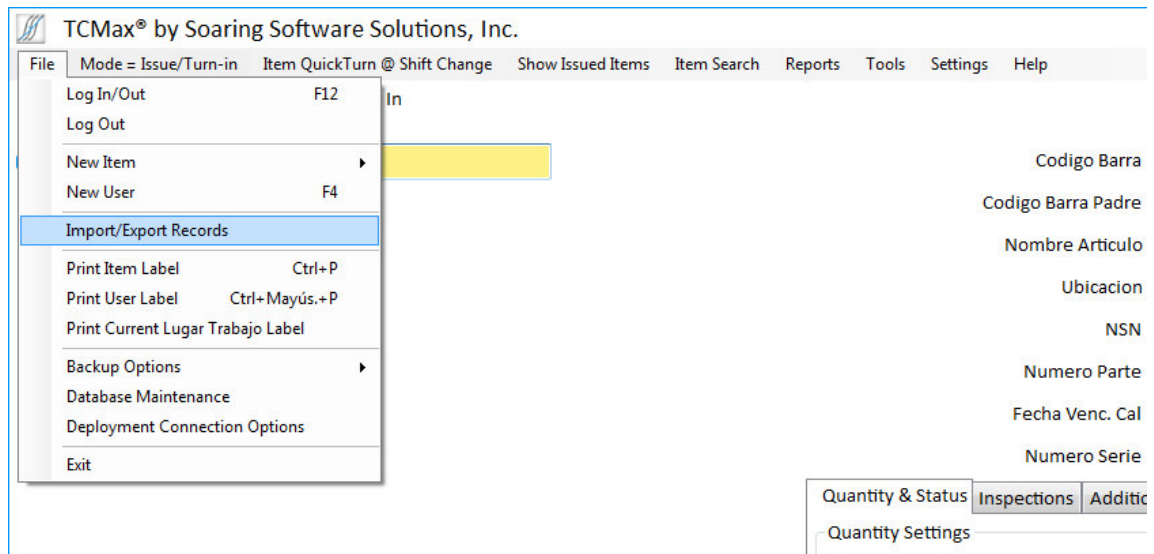 TCMax® by Soaring Software Solutions, Inc.
File Mode = Issue/Turn-in Item QuickTurn @ Shift Change Show Issued Items Item Search Reports Tools Settings Help
Log In/Out F12
In
Log Out
New Item
New User F4
Import/Export Records
Print Item Label Ctrl+P
Print User Label Ctrl+Mayús.+P
Print Current Lugar Trabajo Label
Backup Options
Database Maintenance
Deployment Connection Options
Exit
Codigo Barra
Codigo Barra Padre
Nombre Articulo
Ubicacion
NSN
Numero Parte
Fecha Venc. Cal
Numero Serie
Quantity & Status Inspections Additic
Quantity Settings